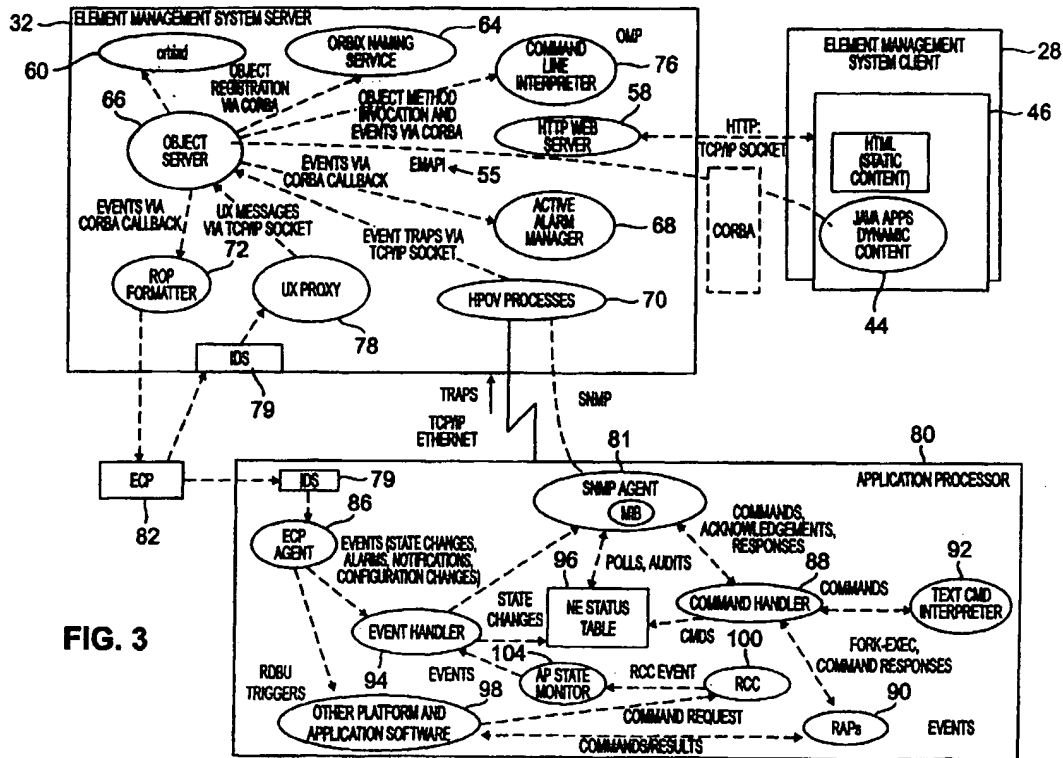 ELEMENT MANAGEMENT SYSTEM SERVER
32
orbixd
60
OBJECT
REGISTRATION
VIA CORBA
64
ORBIX NAMING
SERVICE
OMP
COMMAND
LINE
INTERPRETER
76
66
OBJECT
SERVER
OBJECT METHOD
INVOCATION AND
EVENTS VIA CORBA
58
HTTP WEB
SERVER
EVENTS VIA
CORBA CALLBACK
EMAPI
55
HTTP:
TCP/IP SOCKET
CORBA
ELEMENT MANAGEMENT
SYSTEM CLIENT
28
46
HTML
(STATIC
CONTENT)
JAVA APPS
DYNAMIC
CONTENT
44
EVENTS VIA
CORBA CALLBACK
72
UX MESSAGES
VIA TCP/IP SOCKET
EVENT TRAPS VIA
TCP/IP SOCKET
ACTIVE
ALARM
MANAGER
68
ROP
FORMATTER
UX PROXY
78
HPOV PROCESSES
70
IDS
79
TRAPS
TCP/IP
ETHERNET
SNMP
ECP
82
80
APPLICATION PROCESSOR
IDS
79
81
SNMP AGENT
MIB
86
ECP
AGENT
EVENTS (STATE CHANGES,
ALARMS, NOTIFICATIONS,
CONFIGURATION CHANGES)
COMMANDS,
ACKNOWLEDGEMENTS,
RESPONSES
96
POLLS, AUDITS
88
COMMAND HANDLER
COMMANDS
92
TEXT CMD
INTERPRETER
EVENT HANDLER
94
STATE
CHANGES
NE STATUS
TABLE
CMDS
FORK-EXEC,
COMMAND RESPONSES
RDBU
TRIGGERS
EVENTS
104
AP STATE
MONITOR
RCC EVENT
100
RCC
98
OTHER PLATFORM AND
APPLICATION SOFTWARE
COMMAND REQUEST
COMMANDS/RESULTS
90
RAPs
EVENTS
FIG. 3